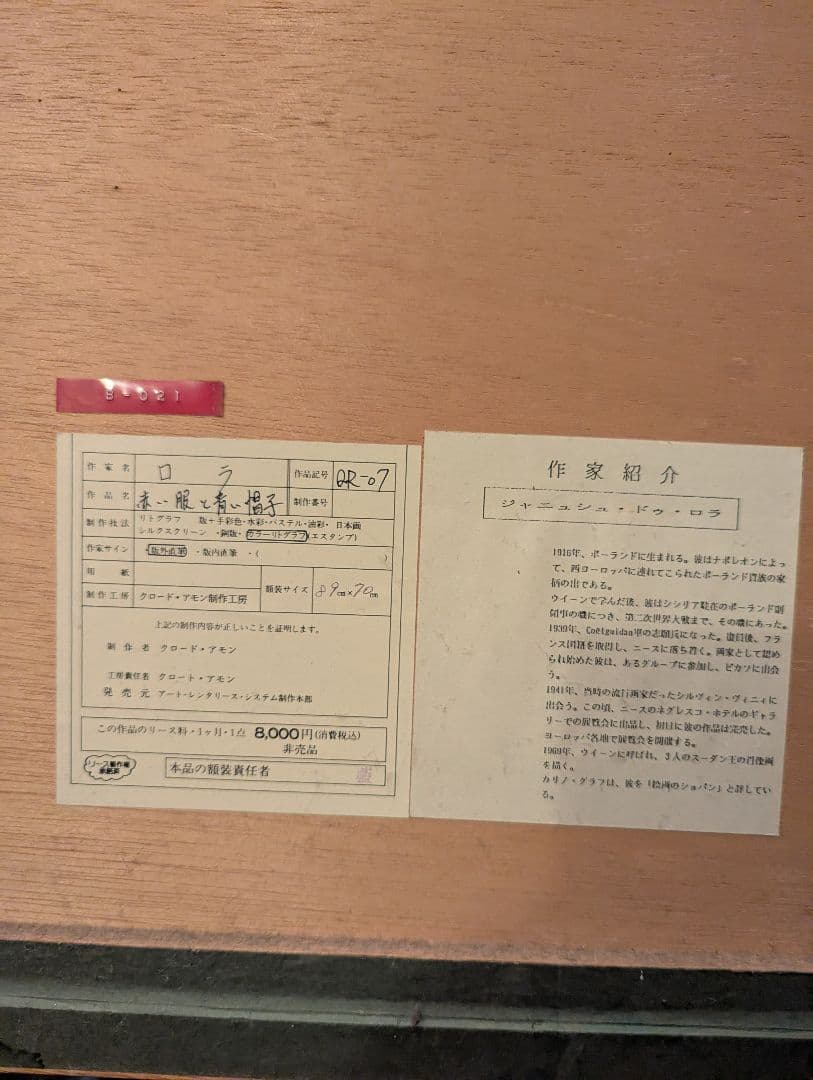 B-021
作家名 ロラ 作品記号 QR-07
作品名 赤い服と青い帽子 制作番号
制作技法 リトグラフ 版+手彩色・水彩・パステル・油彩・日本画
シルクスクリーン ・銅版・カラーリトグラフ(エスタンプ)
作家サイン ・版外直筆 ・版内直筆 ・( )
用紙
制作工房 クロード・アモン制作工房 額装サイズ 89cm×70cm
上記の制作内容が正しいことを証明します。
制作者 クロード・アモン
工房責任者 クロート・アモン
発売元 アート・レンタリース・システム制作本部
この作品のリース料・1ヶ月・1点 8,000円(消費税込)
非売品
リース著作権
承認済
本品の額装責任者
作家紹介
ジャニュシュ・ドゥ・ロラ
1916年、ポーランドに生まれる。彼はナポレオンによっ
て、西ヨーロッパに連れてこられたポーランド貴族の家
柄の出である。
ウイーンで学んだ後、彼はシシリア駐在のポーランド副
領事の職につき、第二次世界大戦まで、その職にあった。
1939年、Coëtguidan軍の志願兵になった。復員後、フラ
ンス国籍を取得し、ニースに落ち着く。画家として認め
られ始めた彼は、あるグループに参加し、ピカソに出会
う。
1941年、当時の流行画家だったシルヴィン・ヴィニィに
出会う。この頃、ニースのネグレスコ・ホテルのギャラ
リーでの展覧会に出品し、初日に彼の作品は完売した。
ヨーロッパ各地で展覧会を開催する。
1969年、ウイーンに呼ばれ、3人のスーダン王の肖像画
を描く。
カリノ・グラフは、彼を「絵画のショパン」と評してい
る。